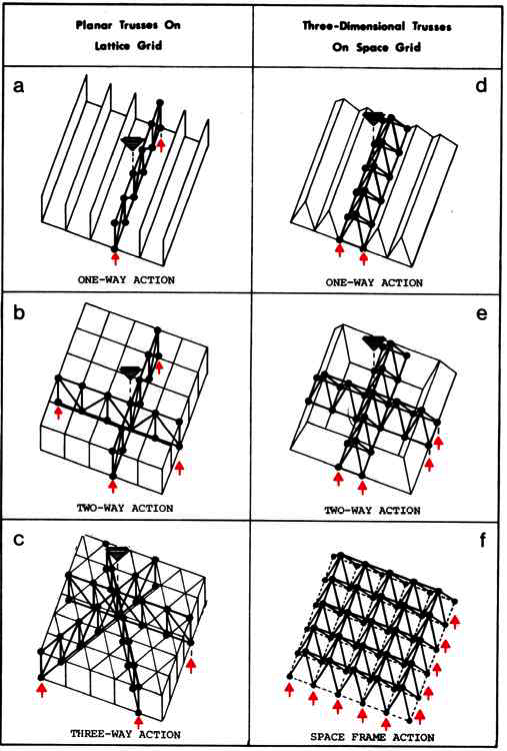 Planar Trusses On
Lattice Grid
Three-Dimensional Trusses
On Space Grid
a
ONE-WAY ACTION
d
ONE-WAY ACTION
b
TWO-WAY ACTION
e
TWO-WAY ACTION
c
THREE-WAY ACTION
f
SPACE FRAME ACTION